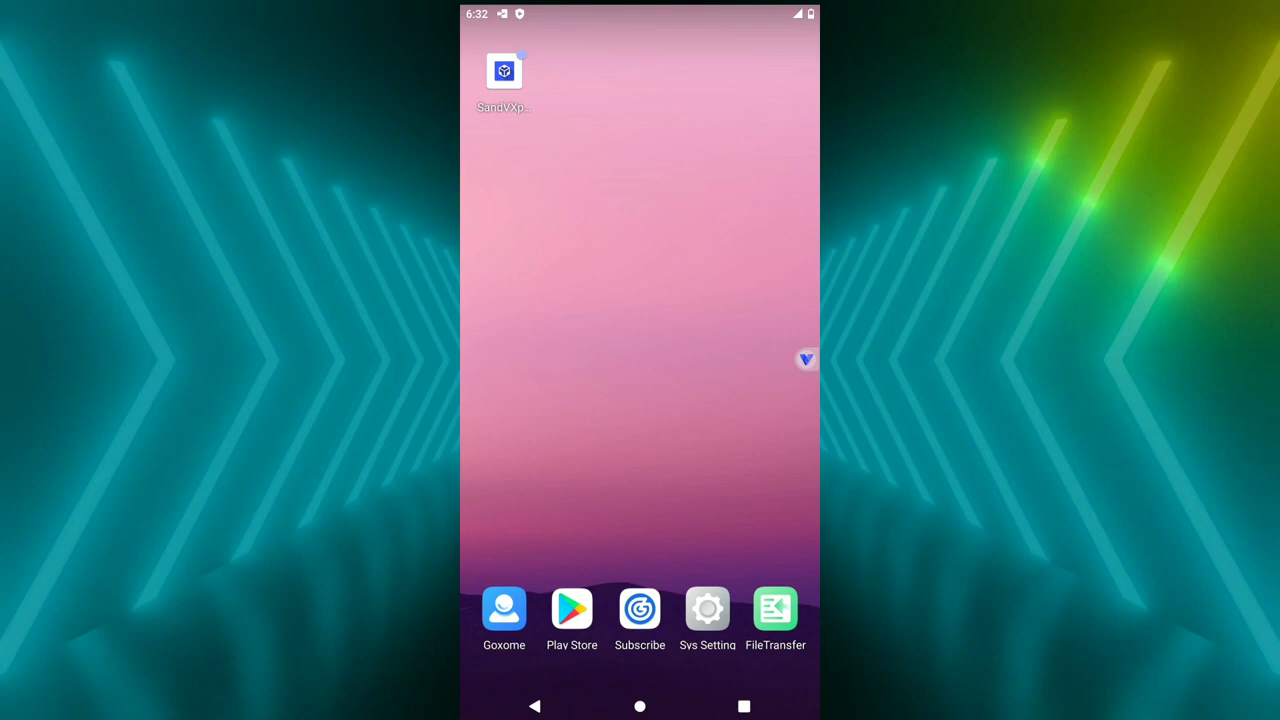 6:32
SandVXp...
Goxome
Play Store
Subscribe
Sys Setting
FileTransfer